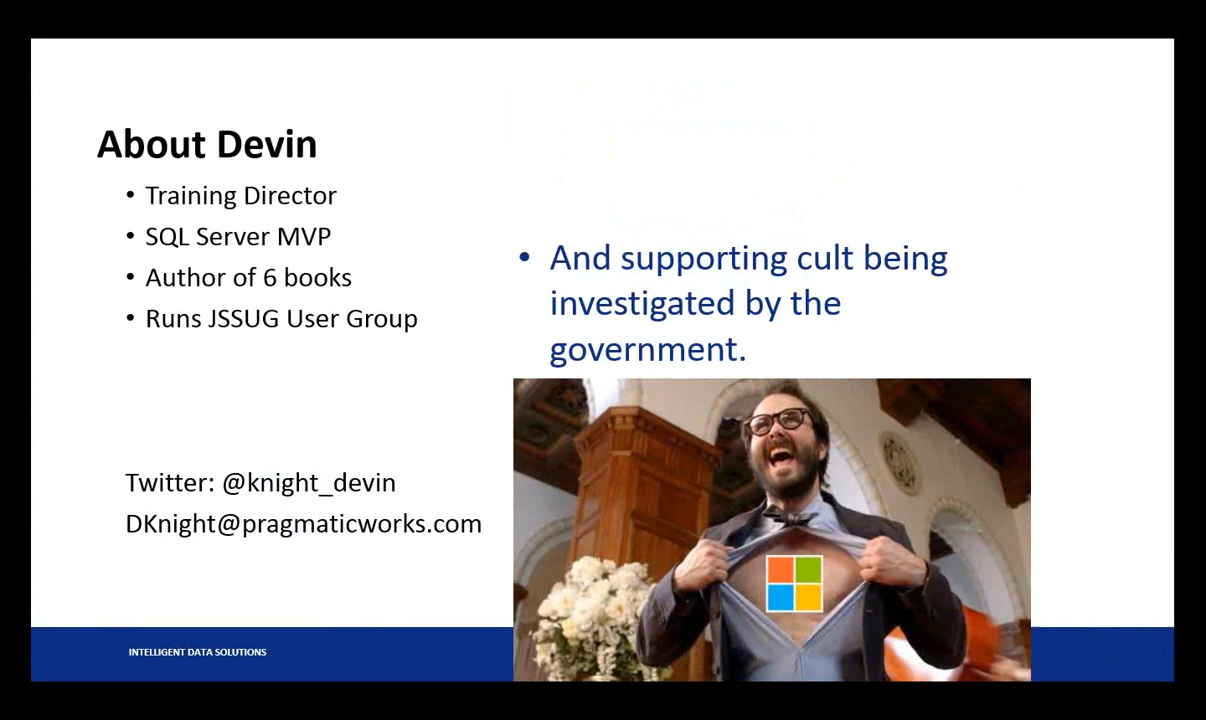 About Devin
• Training Director
• SQL Server MVP
• Author of 6 books
• Runs JSSUG User Group
Twitter: @knight_devin
DKnight@pragmaticworks.com
• And supporting cult being
investigated by the
government.
INTELLIGENT DATA SOLUTIONS